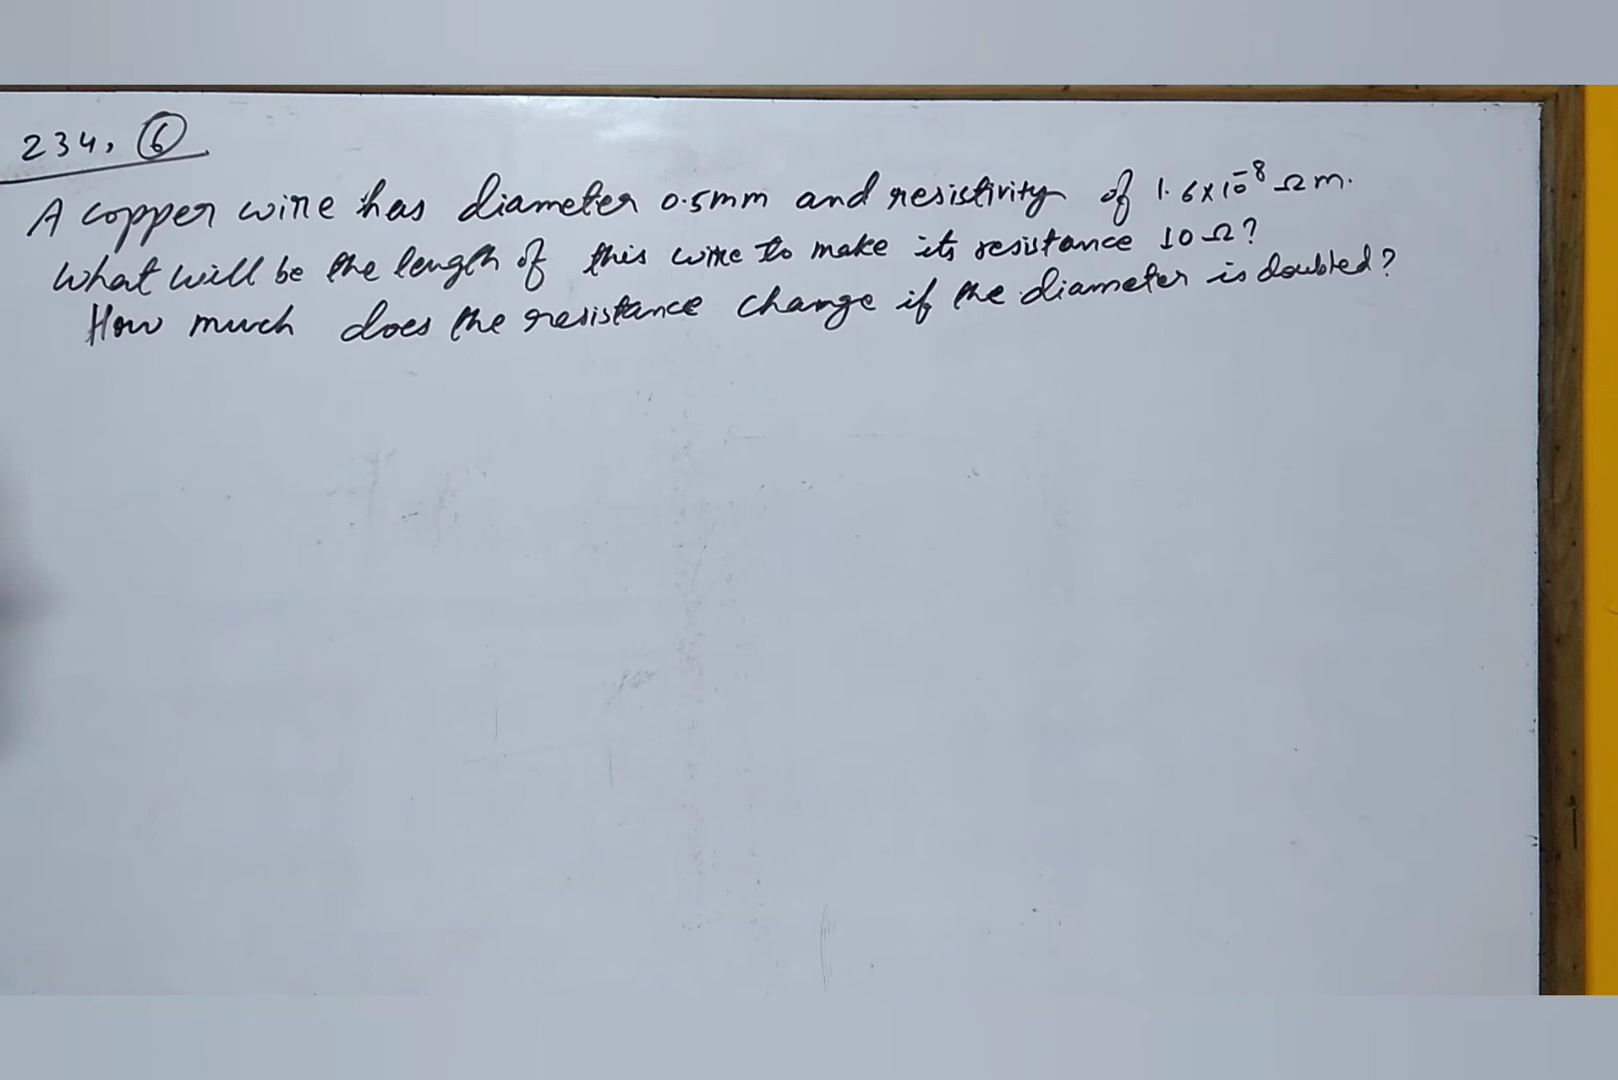 234, 6
A copper wire has diameter 0.5mm and resistivity of 1.6×10⁻⁸ Ωm.
What will be the length of this wire to make its resistance 10Ω?
How much does the resistance change if the diameter is doubled?